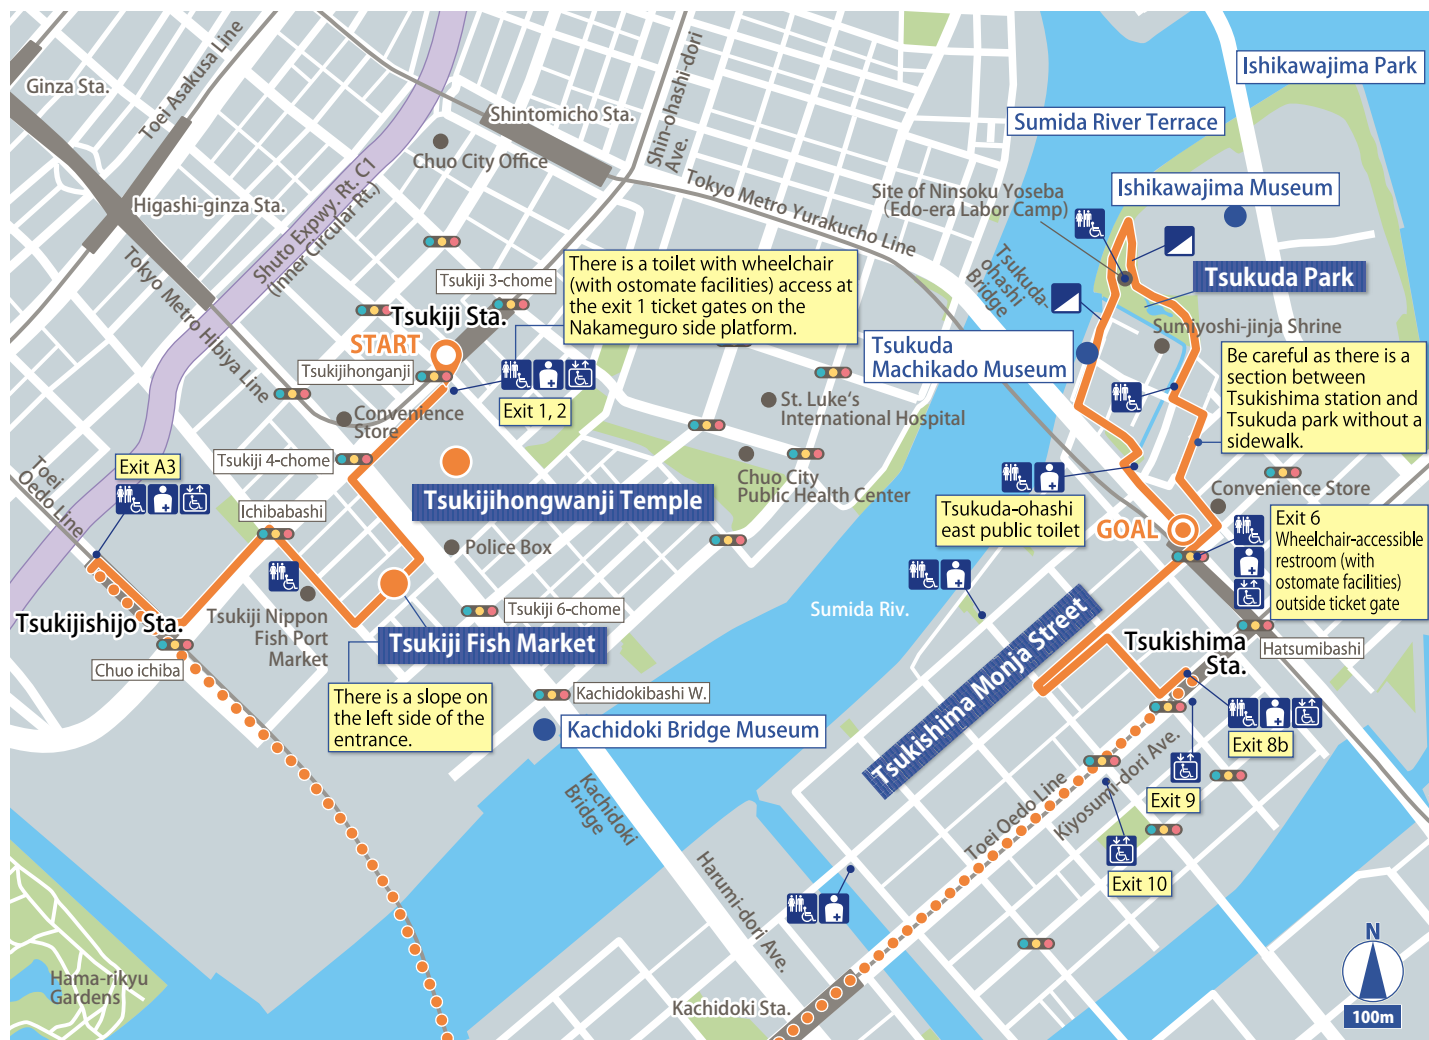 Ishikawajima Park
Ginza Sta.
Toei Asakusa Line
Shintomicho Sta.
Shin-ohashi-dori
Ave.
Sumida River Terrace
Chuo City Office
Shuto Expwy. Rt. C1
(Inner Circular Rt.)
Tokyo Metro Yurakucho Line
Site of Ninsoku Yoseba
(Edo-era Labor Camp)
Ishikawajima Museum
Higashi-ginza Sta.
Tokyo Metro Hibiya Line
Tsukiji 3-chome
There is a toilet with wheelchair
(with ostomate facilities) access at
the exit 1 ticket gates on the
Nakameguro side platform.
Tsukuda-
ohashi
Bridge
Tsukuda Park
Tsukiji Sta.
START
Tsukijihonganji
Sumiyoshi-jinja Shrine
Tsukuda
Machikado Museum
Be careful as there is a
section between
Tsukishima station and
Tsukuda park without a
sidewalk.
Exit 1, 2
Convenience
Store
St. Luke's
International Hospital
Tsukiji 4-chome
Toei
Oedo Line
Exit A3
Tsukijihongwanji Temple
Chuo City
Public Health Center
Convenience Store
Ichibabashi
Tsukuda-ohashi
east public toilet
GOAL
Exit 6
Wheelchair-accessible
restroom (with
ostomate facilities)
outside ticket gate
Police Box
Tsukijishijo Sta.
Tsukiji Nippon
Fish Port
Market
Tsukiji 6-chome
Sumida Riv.
Tsukiji Fish Market
Tsukishima Monja Street
Tsukishima
Sta.
Hatsumibashi
Chuo ichiba
There is a slope on
the left side of the
entrance.
Kachidokibashi W.
Kachidoki Bridge Museum
Exit 8b
Kachidoki
Bridge
Toei Oedo Line
Kiyosumi-dori Ave.
Exit 9
Exit 10
Harumi-dori Ave.
Hama-rikyu
Gardens
Kachidoki Sta.
N
100m